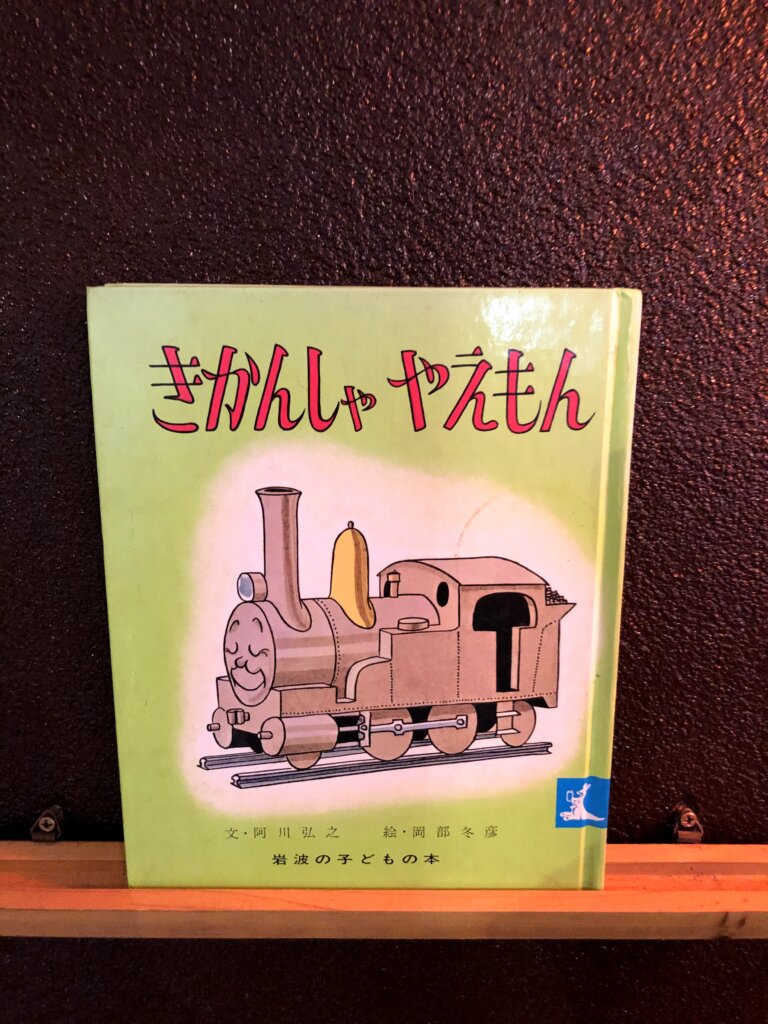 きかんしゃ やえもん
文・阿川弘之 絵・岡部冬彦
岩波の子どもの本